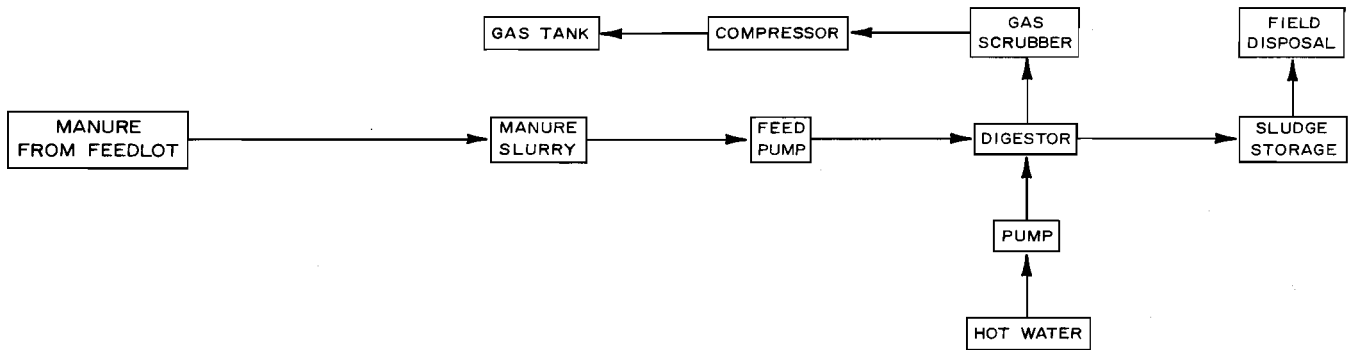 GAS TANK
COMPRESSOR
GAS
SCRUBBER
FIELD
DISPOSAL
MANURE
FROM FEEDLOT
MANURE
SLURRY
FEED
PUMP
DIGESTOR
SLUDGE
STORAGE
PUMP
HOT WATER